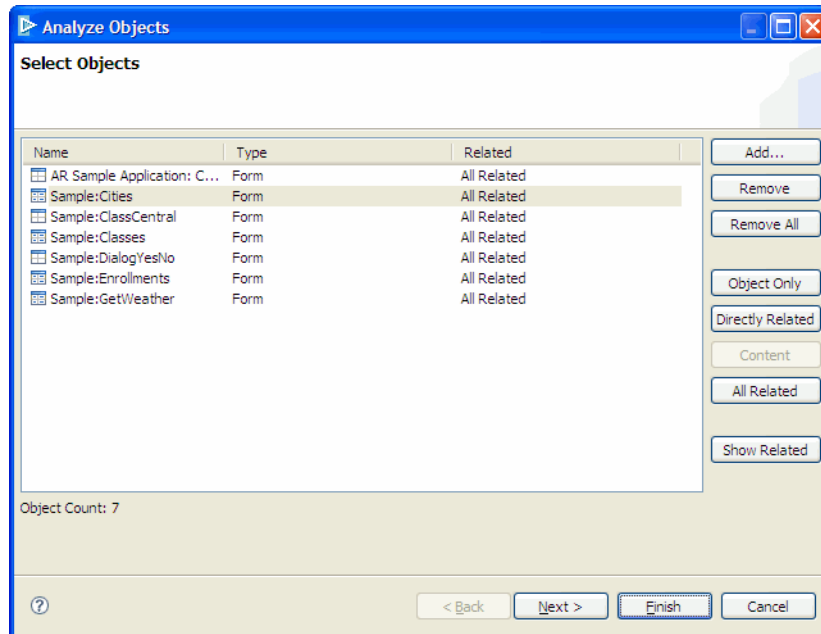 Analyze Objects
Select Objects
Name Type Related
AR Sample Application: C... Form All Related
Sample:Cities Form All Related
Sample:ClassCentral Form All Related
Sample:Classes Form All Related
Sample:DialogYesNo Form All Related
Sample:Enrollments Form All Related
Sample:GetWeather Form All Related
Add...
Remove
Remove All
Object Only
Directly Related
Content
All Related
Show Related
Object Count: 7
? < Back Next > Finish Cancel